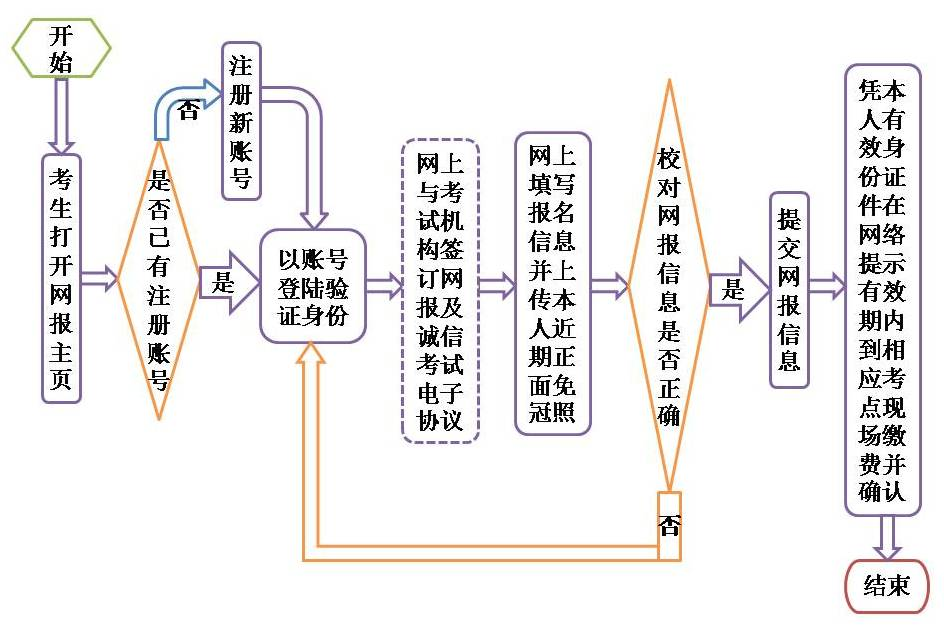 开始
考生打开网报主页
是否已有注册账号
否
注册新账号
是
以账号
登陆验
证身份
网上
与考
试机
构签
订网
报及
诚信
考试
电子
协议
网上
填写
报名
信息
并上
传本
人近
期正
面免
冠照
校对网报信息是否正确
否
是
提交网报信息
凭本
人有
效身
份证
件在
网络
提示
有效
期内
到相
应考
点现
场缴
费并
确认
结束